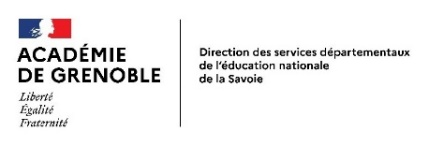 ACADÉMIE
DE GRENOBLE
Liberté
Égalité
Fraternité
Direction des services départementaux
de l'éducation nationale
de la Savoie